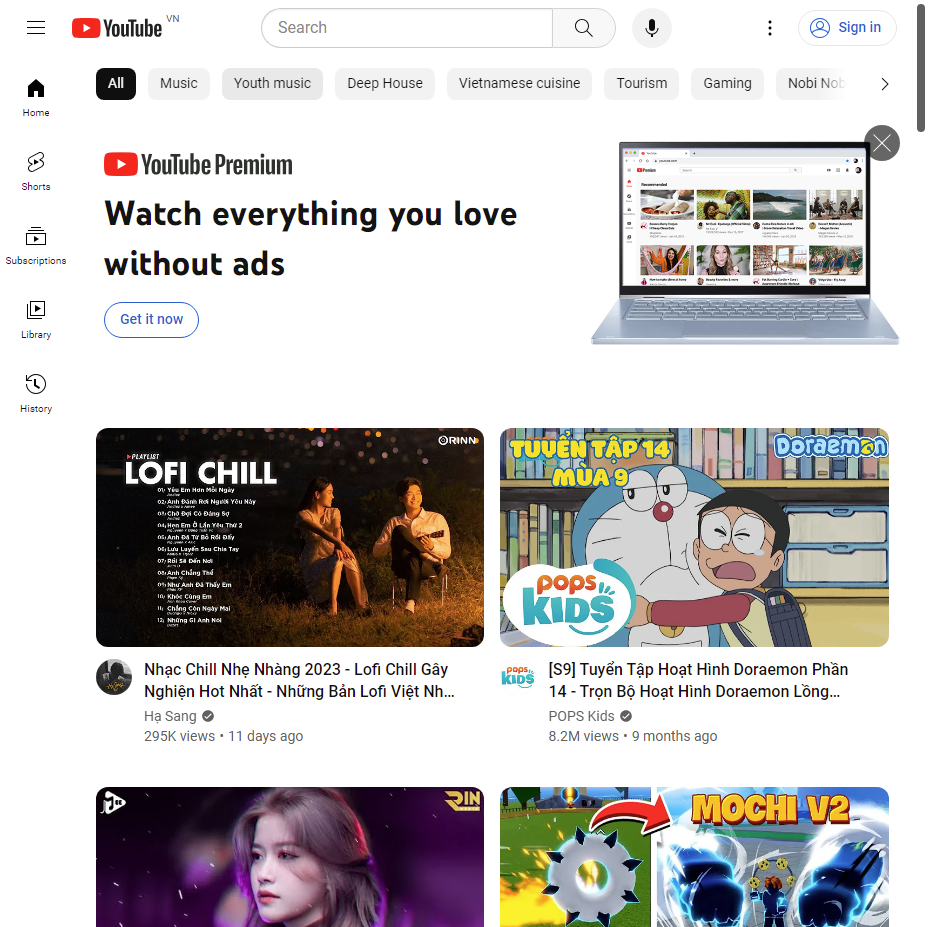 YouTube VN
Search
Sign in
All
Music
Youth music
Deep House
Vietnamese cuisine
Tourism
Gaming
Nobi Nob
Home
Shorts
Subscriptions
Library
History
YouTube Premium
Watch everything you love
without ads
Get it now
Recommended
ORINN
PLAYLIST
LOFI CHILL
01/ Yêu Em Hơn Mỗi Ngày
02/ Anh Đánh Rơi Người Yêu Này
03/ Chờ Đợi Có Đáng Sợ
04/ Hẹn Em Ở Lần Yêu Thứ 2
05/ Anh Đã Từ Bỏ Rồi Đấy
06/ Lưu Luyến Sau Chia Tay
07/ Rồi Sẽ Đến Nơi
08/ Anh Chẳng Thể
09/ Như Anh Đã Thấy Em
10/ Khóc Cùng Em
11/ Chẳng Còn Ngày Mai
12/ Những Gì Anh Nói
TUYỂN TẬP 14
MÙA 9
Doraemon
POPS
KIDS
Nhạc Chill Nhẹ Nhàng 2023 - Lofi Chill Gây
Nghiện Hot Nhất - Những Bản Lofi Việt Nh...
Hạ Sang
295K views • 11 days ago
POPS
KIDS
[S9] Tuyển Tập Hoạt Hình Doraemon Phần
14 - Trọn Bộ Hoạt Hình Doraemon Lồng...
POPS Kids
8.2M views • 9 months ago
RIN
MOCHI V2